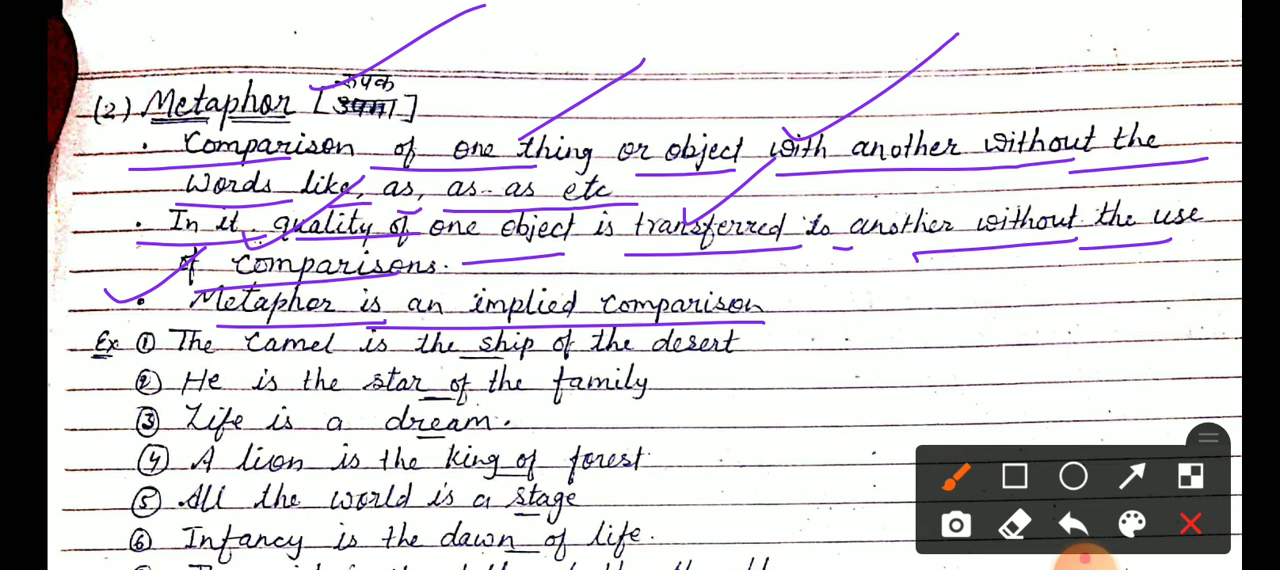 (2) Metaphor [रूपक उपमा]
• Comparison of one thing or object with another without the
words like, as, as-as etc
• In it, quality of one object is transferred to another without the use
of comparisons.
• Metaphor is an implied comparison
Ex ① The camel is the ship of the desert
② He is the star of the family
③ Life is a dream.
④ A lion is the king of forest
⑤ All the world is a stage
⑥ Infancy is the dawn of life.